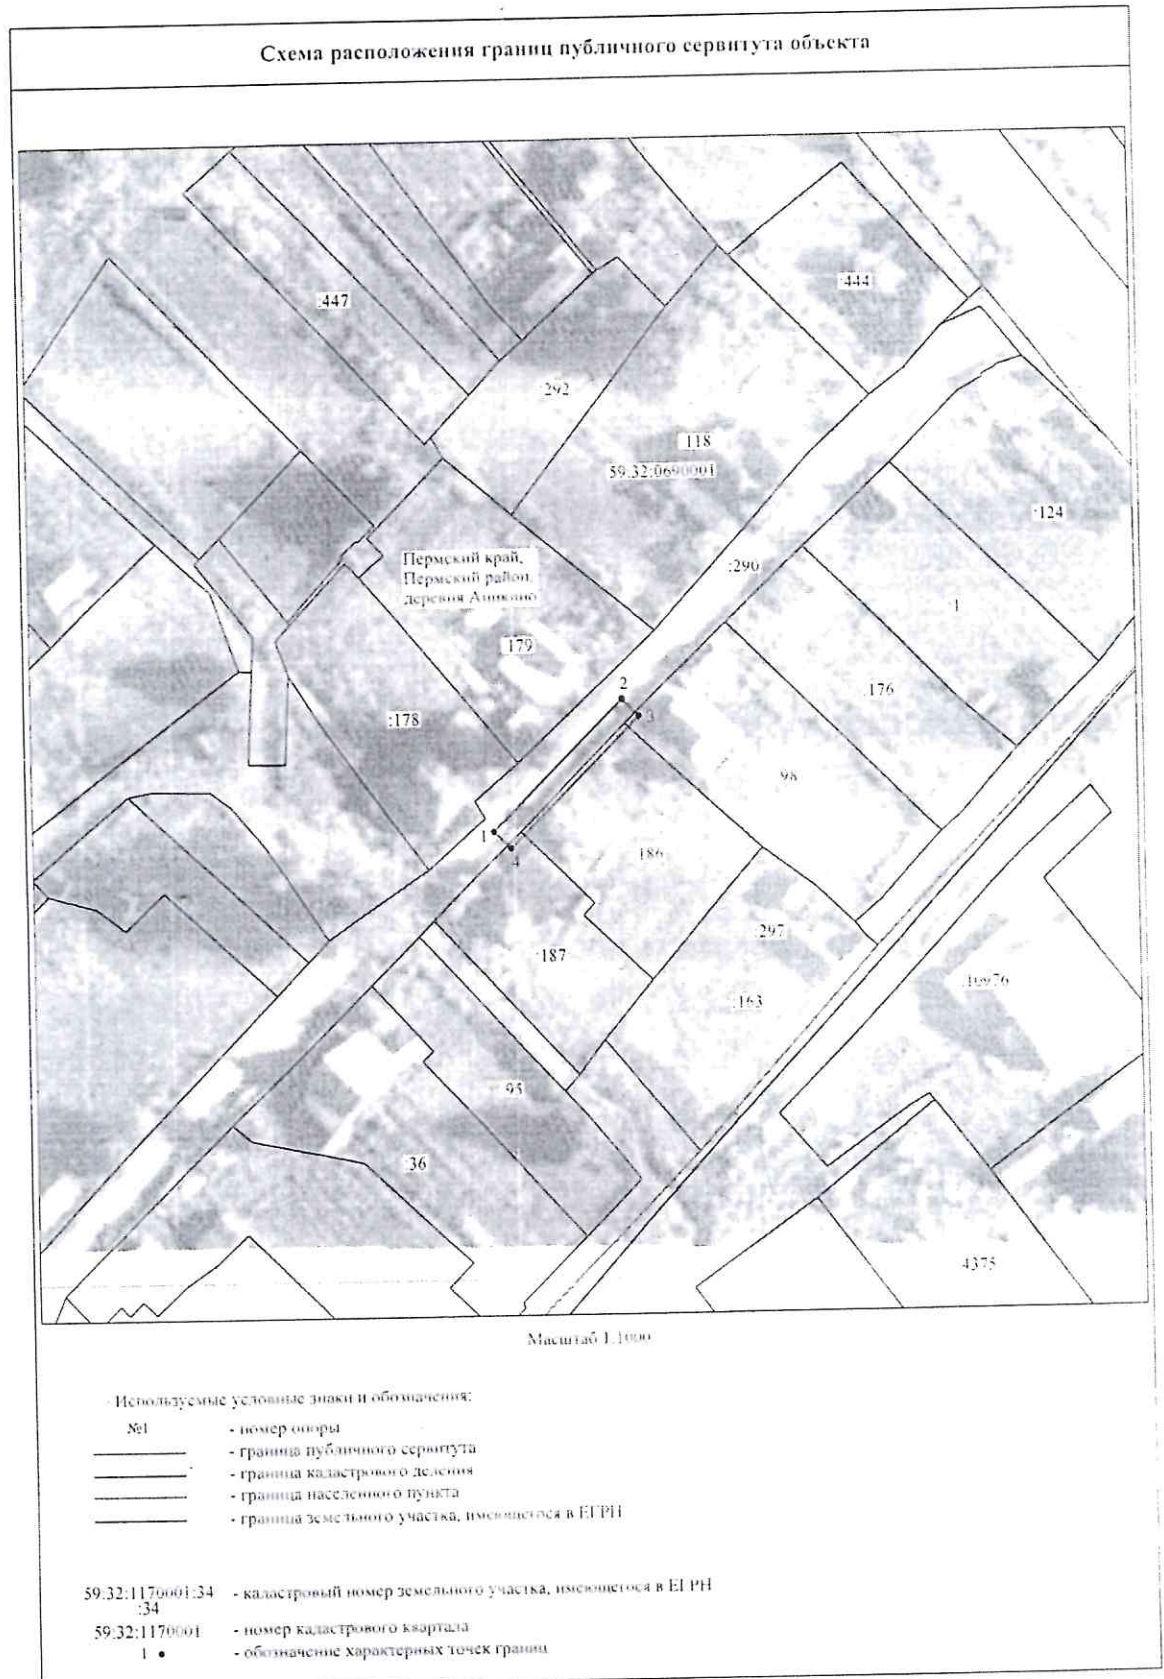 Схема расположения границ публичного сервитута объекта
:444
:447
:292
118
59:32:0690001
:124
Пермский край,
Пермский район,
деревня Аникино
:290
:1
179
:176
:178
2
3
98
1
4
186
:297
:187
:10976
:163
:95
:36
4375
Масштаб 1:1000
Используемые условные знаки и обозначения:
№1 - номер опоры
- граница публичного сервитута
- граница кадастрового деления
- граница населенного пункта
- граница земельного участка, имеющегося в ЕГРН
59:32:1170001:34 - кадастровый номер земельного участка, имеющегося в ЕГРН
:34
59:32:1170001 - номер кадастрового квартала
1 • - обозначение характерных точек границ